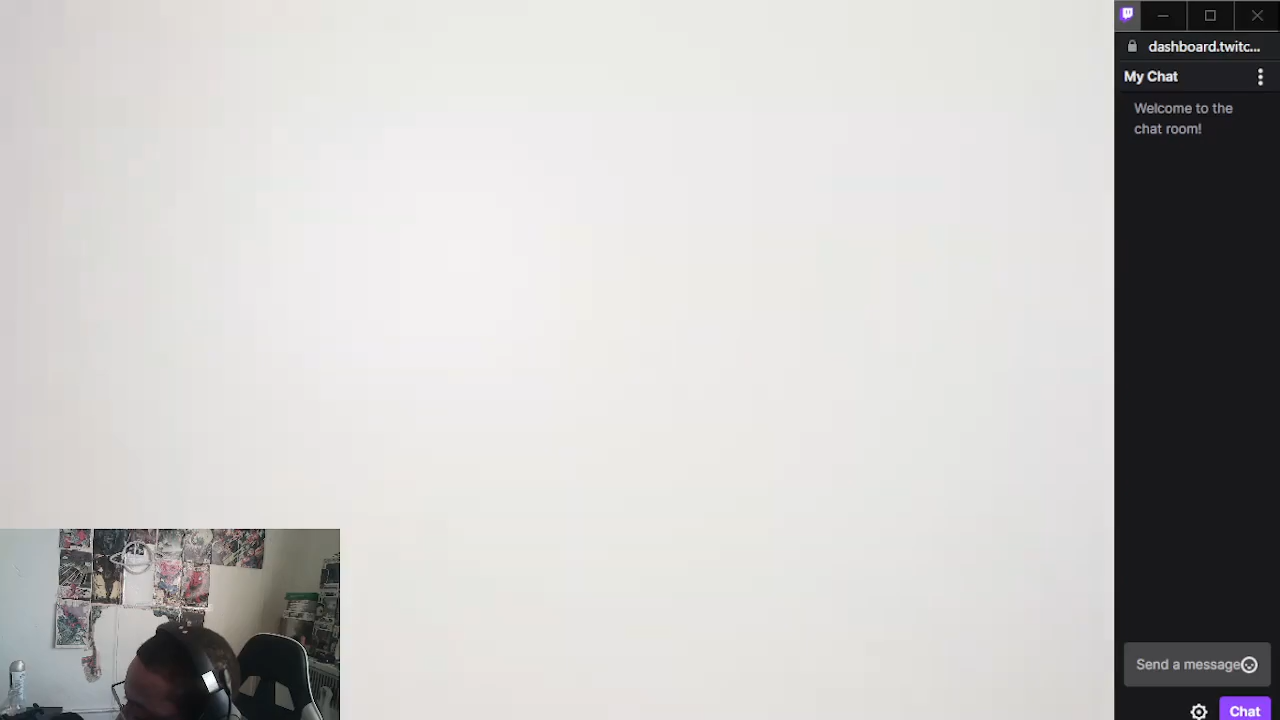 dashboard.twitc...
My Chat
Welcome to the
chat room!
Send a message
Chat